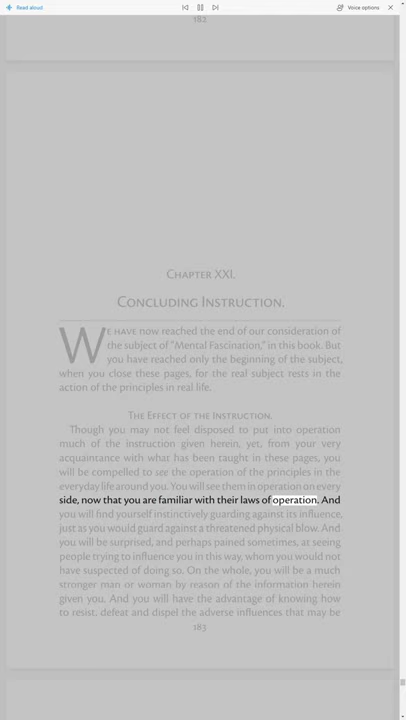 Read aloud
Voice options
182
CHAPTER XXI.
CONCLUDING INSTRUCTION.
WE HAVE now reached the end of our consideration of
the subject of "Mental Fascination," in this book. But
you have reached only the beginning of the subject,
when you close these pages, for the real subject rests in the
action of the principles in real life.
THE EFFECT OF THE INSTRUCTION.
Though you may not feel disposed to put into operation
much of the instruction given herein, yet, from your very
acquaintance with what has been taught in these pages, you
will be compelled to see the operation of the principles in the
everyday life around you. You will see them in operation on every
side, now that you are familiar with their laws of operation. And
you will find yourself instinctively guarding against its influence,
just as you would guard against a threatened physical blow. And
you will be surprised, and perhaps pained sometimes, at seeing
people trying to influence you in this way, whom you would not
have suspected of doing so. On the whole, you will be a much
stronger man or woman by reason of the information herein
given you. And you will have the advantage of knowing how
to resist, defeat and dispel the adverse influences that may be
183